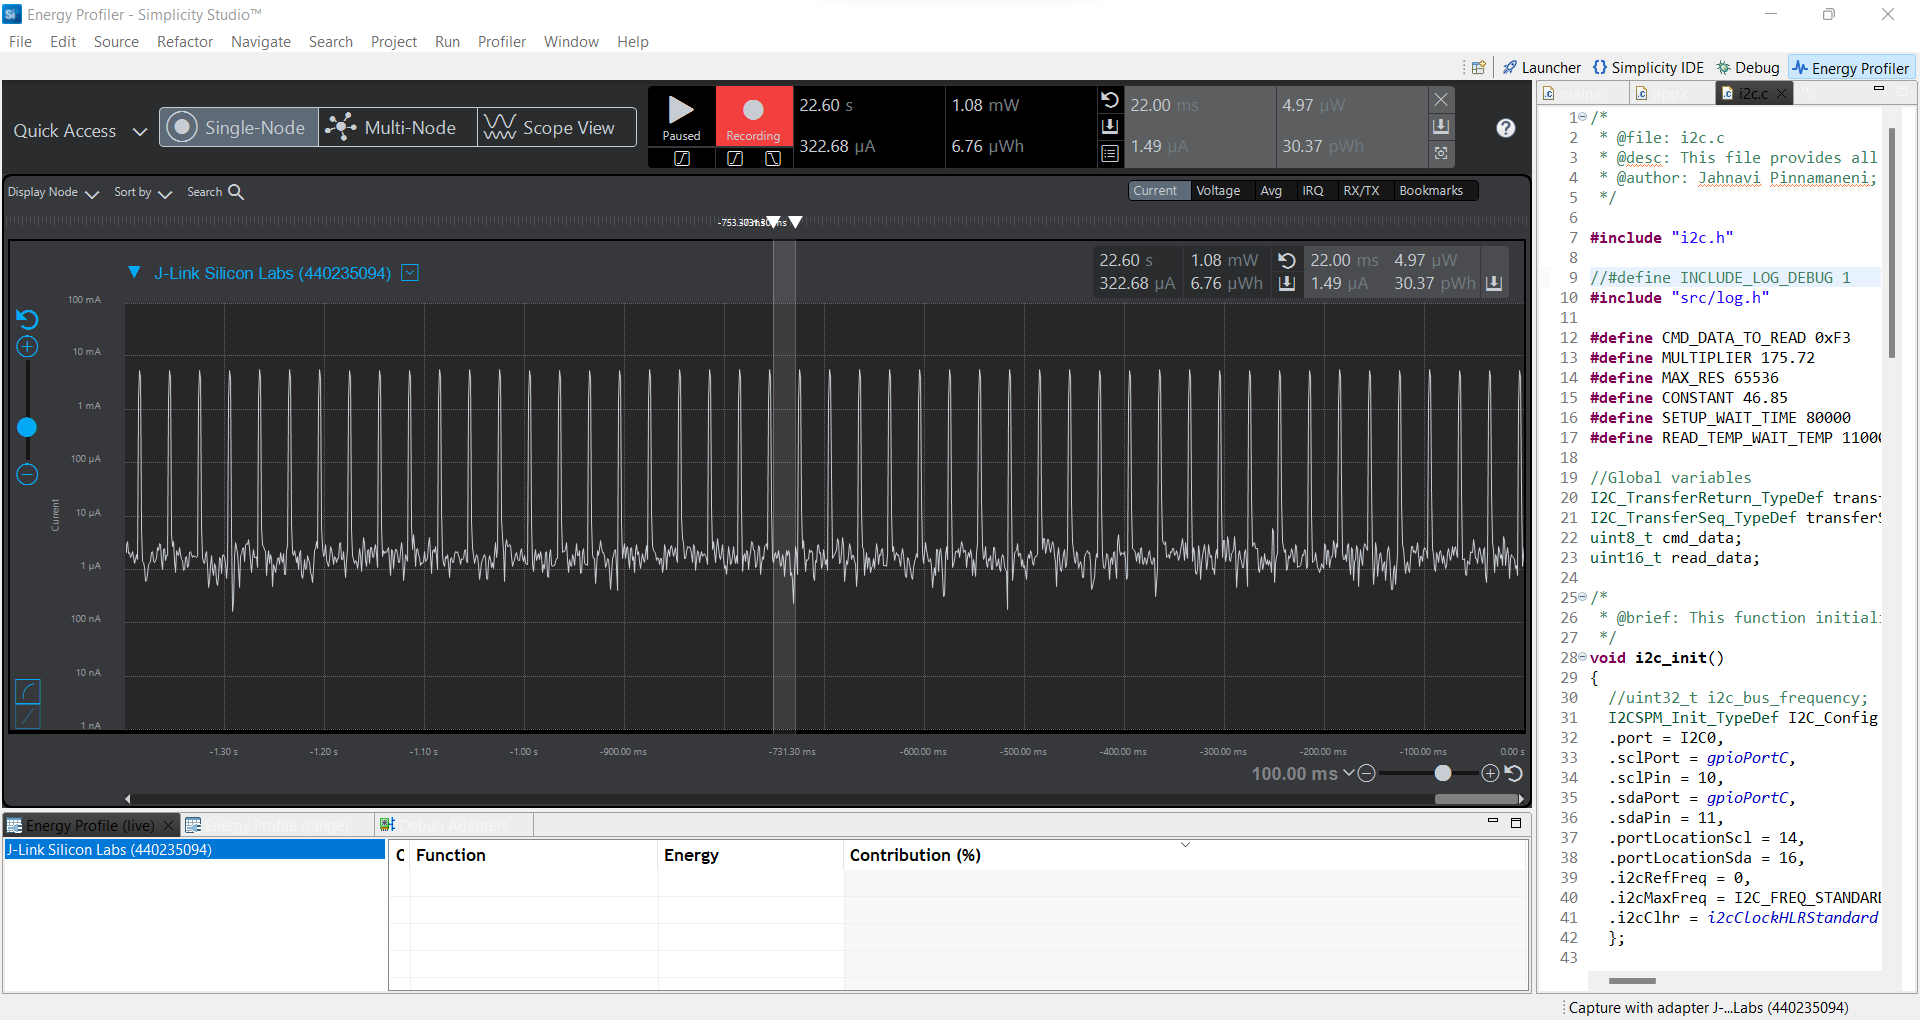 Energy Profiler - Simplicity Studio™
File Edit Source Refactor Navigate Search Project Run Profiler Window Help
Launcher Simplicity IDE Debug Energy Profiler
Quick Access Single-Node Multi-Node Scope View
Paused Recording
22.60 s 1.08 mW 22.00 ms 4.97 µW
322.68 µA 6.76 µWh 1.49 µA 30.37 pWh
Display Node Sort by Search
Current Voltage Avg IRQ RX/TX Bookmarks
J-Link Silicon Labs (440235094)
22.60 s 1.08 mW 22.00 ms 4.97 µW
322.68 µA 6.76 µWh 1.49 µA 30.37 pWh
100 mA
10 mA
1 mA
100 µA
10 µA
1 µA
100 nA
10 nA
1 nA
Current
-1.30 s -1.20 s -1.10 s -1.00 s -900.00 ms -731.30 ms -600.00 ms -500.00 ms -400.00 ms -300.00 ms -200.00 ms -100.00 ms 0.00 s
100.00 ms
Energy Profile (live) Energy Profile (range) Debug Adapters
J-Link Silicon Labs (440235094)
C Function Energy Contribution (%)
main.c app.c i2c.c
1 /*
2 * @file: i2c.c
3 * @desc: This file provides all
4 * @author: Jahnavi Pinnamaneni;
5 */
6
7 #include "i2c.h"
8
9 //#define INCLUDE_LOG_DEBUG 1
10 #include "src/log.h"
11
12 #define CMD_DATA_TO_READ 0xF3
13 #define MULTIPLIER 175.72
14 #define MAX_RES 65536
15 #define CONSTANT 46.85
16 #define SETUP_WAIT_TIME 80000
17 #define READ_TEMP_WAIT_TEMP 1100
18
19 //Global variables
20 I2C_TransferReturn_TypeDef trans
21 I2C_TransferSeq_TypeDef transfer
22 uint8_t cmd_data;
23 uint16_t read_data;
24
25 /*
26 * @brief: This function initial
27 */
28 void i2c_init()
29 {
30 //uint32_t i2c_bus_frequency;
31 I2CSPM_Init_TypeDef I2C_Config
32 .port = I2C0,
33 .sclPort = gpioPortC,
34 .sclPin = 10,
35 .sdaPort = gpioPortC,
36 .sdaPin = 11,
37 .portLocationScl = 14,
38 .portLocationSda = 16,
39 .i2cRefFreq = 0,
40 .i2cMaxFreq = I2C_FREQ_STANDARD
41 .i2cClhr = i2cClockHLRStandard
42 };
43
Capture with adapter J-...Labs (440235094)